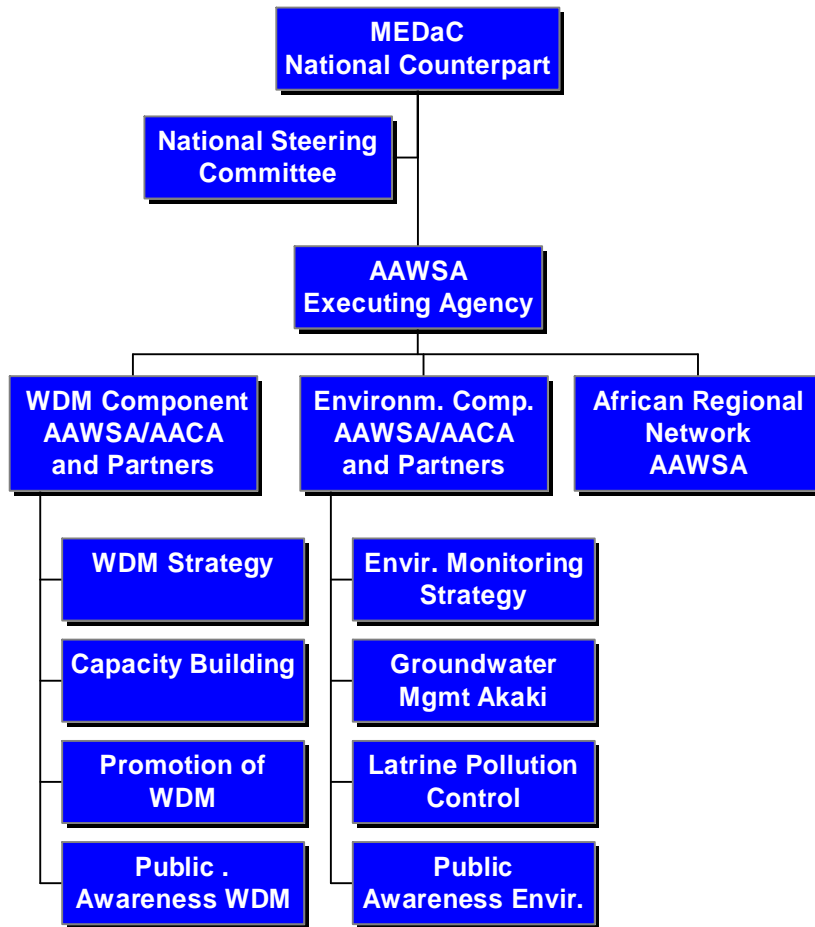 MEDaC
National Counterpart
National Steering
Committee
AAWSA
Executing Agency
WDM Component
AAWSA/AACA
and Partners
Environm. Comp.
AAWSA/AACA
and Partners
African Regional
Network
AAWSA
WDM Strategy
Capacity Building
Promotion of
WDM
Public .
Awareness WDM
Envir. Monitoring
Strategy
Groundwater
Mgmt Akaki
Latrine Pollution
Control
Public
Awareness Envir.